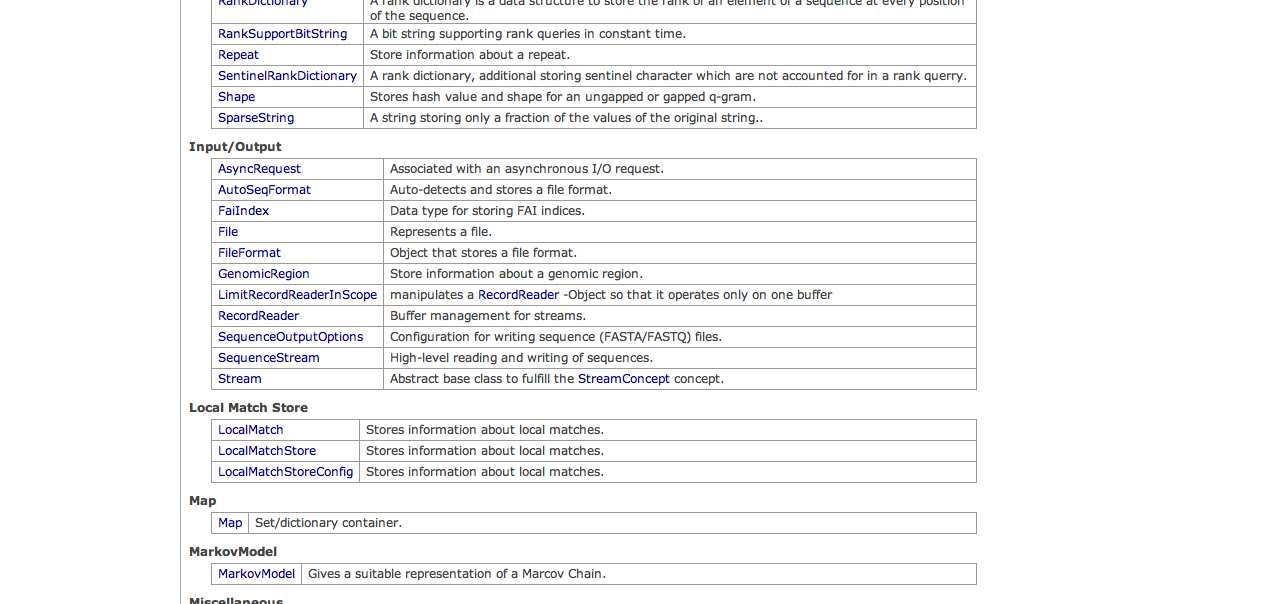 RankDictionary A rank dictionary is a data structure to store the rank of an element of a sequence at every position
of the sequence.
RankSupportBitString A bit string supporting rank queries in constant time.
Repeat Store information about a repeat.
SentinelRankDictionary A rank dictionary, additional storing sentinel character which are not accounted for in a rank querry.
Shape Stores hash value and shape for an ungapped or gapped q-gram.
SparseString A string storing only a fraction of the values of the original string..
Input/Output
AsyncRequest Associated with an asynchronous I/O request.
AutoSeqFormat Auto-detects and stores a file format.
FaiIndex Data type for storing FAI indices.
File Represents a file.
FileFormat Object that stores a file format.
GenomicRegion Store information about a genomic region.
LimitRecordReaderInScope manipulates a RecordReader -Object so that it operates only on one buffer
RecordReader Buffer management for streams.
SequenceOutputOptions Configuration for writing sequence (FASTA/FASTQ) files.
SequenceStream High-level reading and writing of sequences.
Stream Abstract base class to fulfill the StreamConcept concept.
Local Match Store
LocalMatch Stores information about local matches.
LocalMatchStore Stores information about local matches.
LocalMatchStoreConfig Stores information about local matches.
Map
Map Set/dictionary container.
MarkovModel
MarkovModel Gives a suitable representation of a Marcov Chain.
Miscellaneous